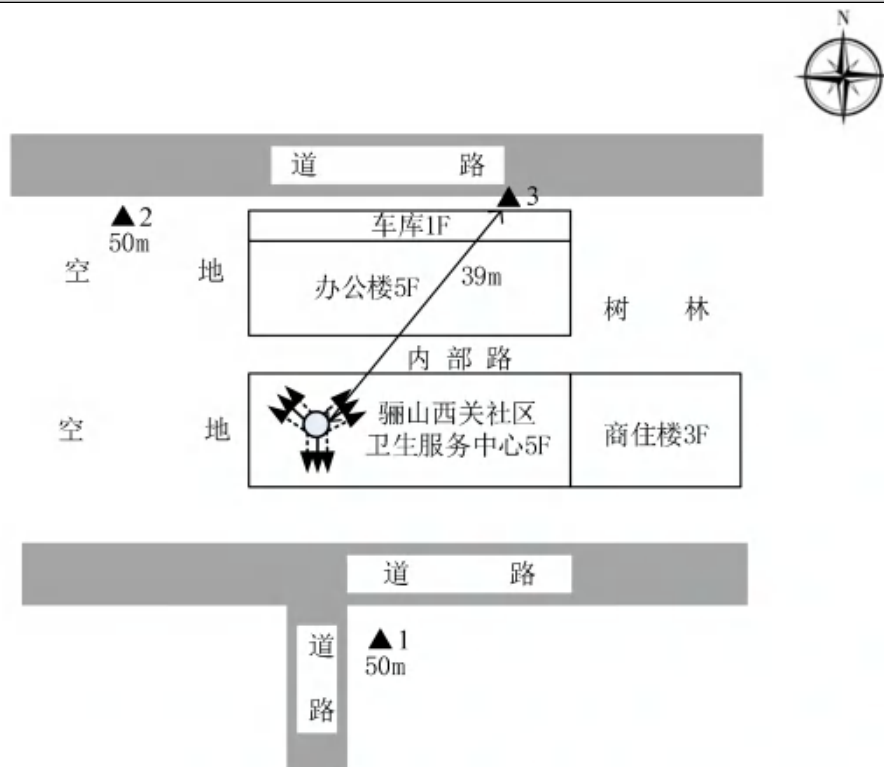 N
道 路
▲3
▲2
50m
车库1F
空 地
办公楼5F
39m
树 林
内 部 路
空 地
骊山西关社区
卫生服务中心5F
商住楼3F
道 路
道
路
▲1
50m